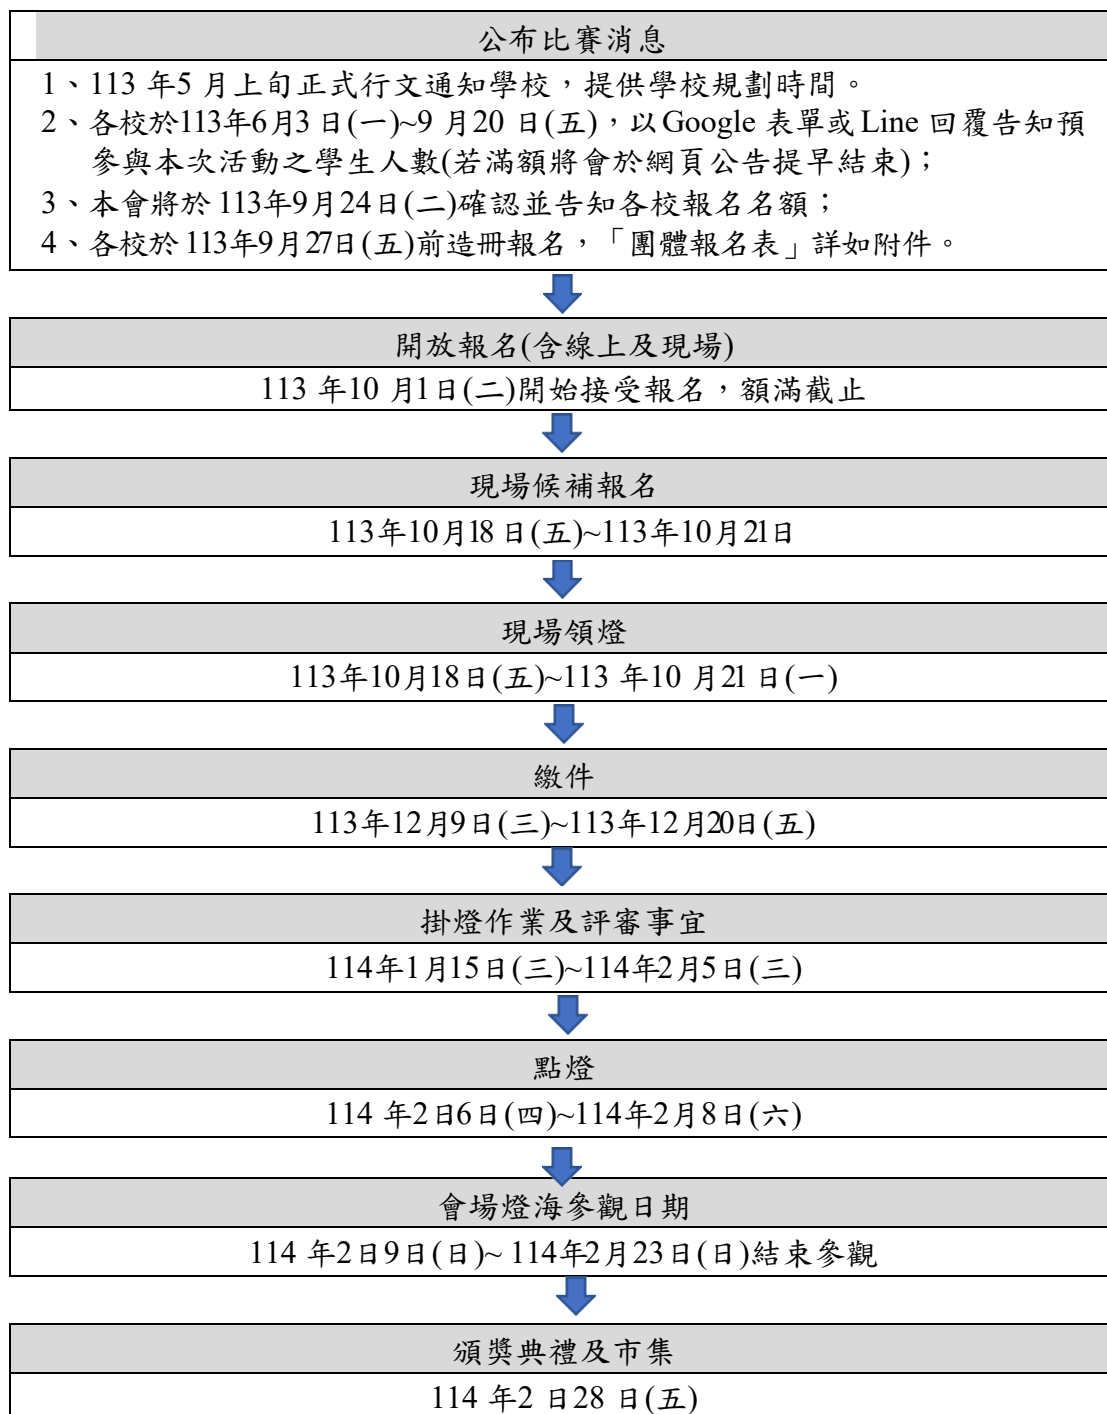 公布比賽消息
1、113 年5 月上旬正式行文通知學校，提供學校規劃時間。
2、各校於113年6月3 日(一)~9 月20 日(五)，以Google 表單或 Line 回覆告知預
參與本次活動之學生人數(若滿額將會於網頁公告提早結束)；
3、本會將於 113年9月24日(二)確認並告知各校報名名額；
4、各校於 113年9月27日(五)前造冊報名，「團體報名表」詳如附件。
開放報名(含線上及現場)
113 年10 月1日(二)開始接受報名，額滿截止
現場候補報名
113年10月18 日(五)~113年10月21日
現場領燈
113年10月18日(五)~113 年10 月21 日(一)
繳件
113年12月9日(三)~113年12月20日(五)
掛燈作業及評審事宜
114年1月15日(三)~114年2月5日(三)
點燈
114 年2日6日(四)~114年2月8日(六)
會場燈海參觀日期
114 年2日9日(日)~ 114年2月23日(日)結束參觀
頒獎典禮及市集
114 年2 日28 日(五)